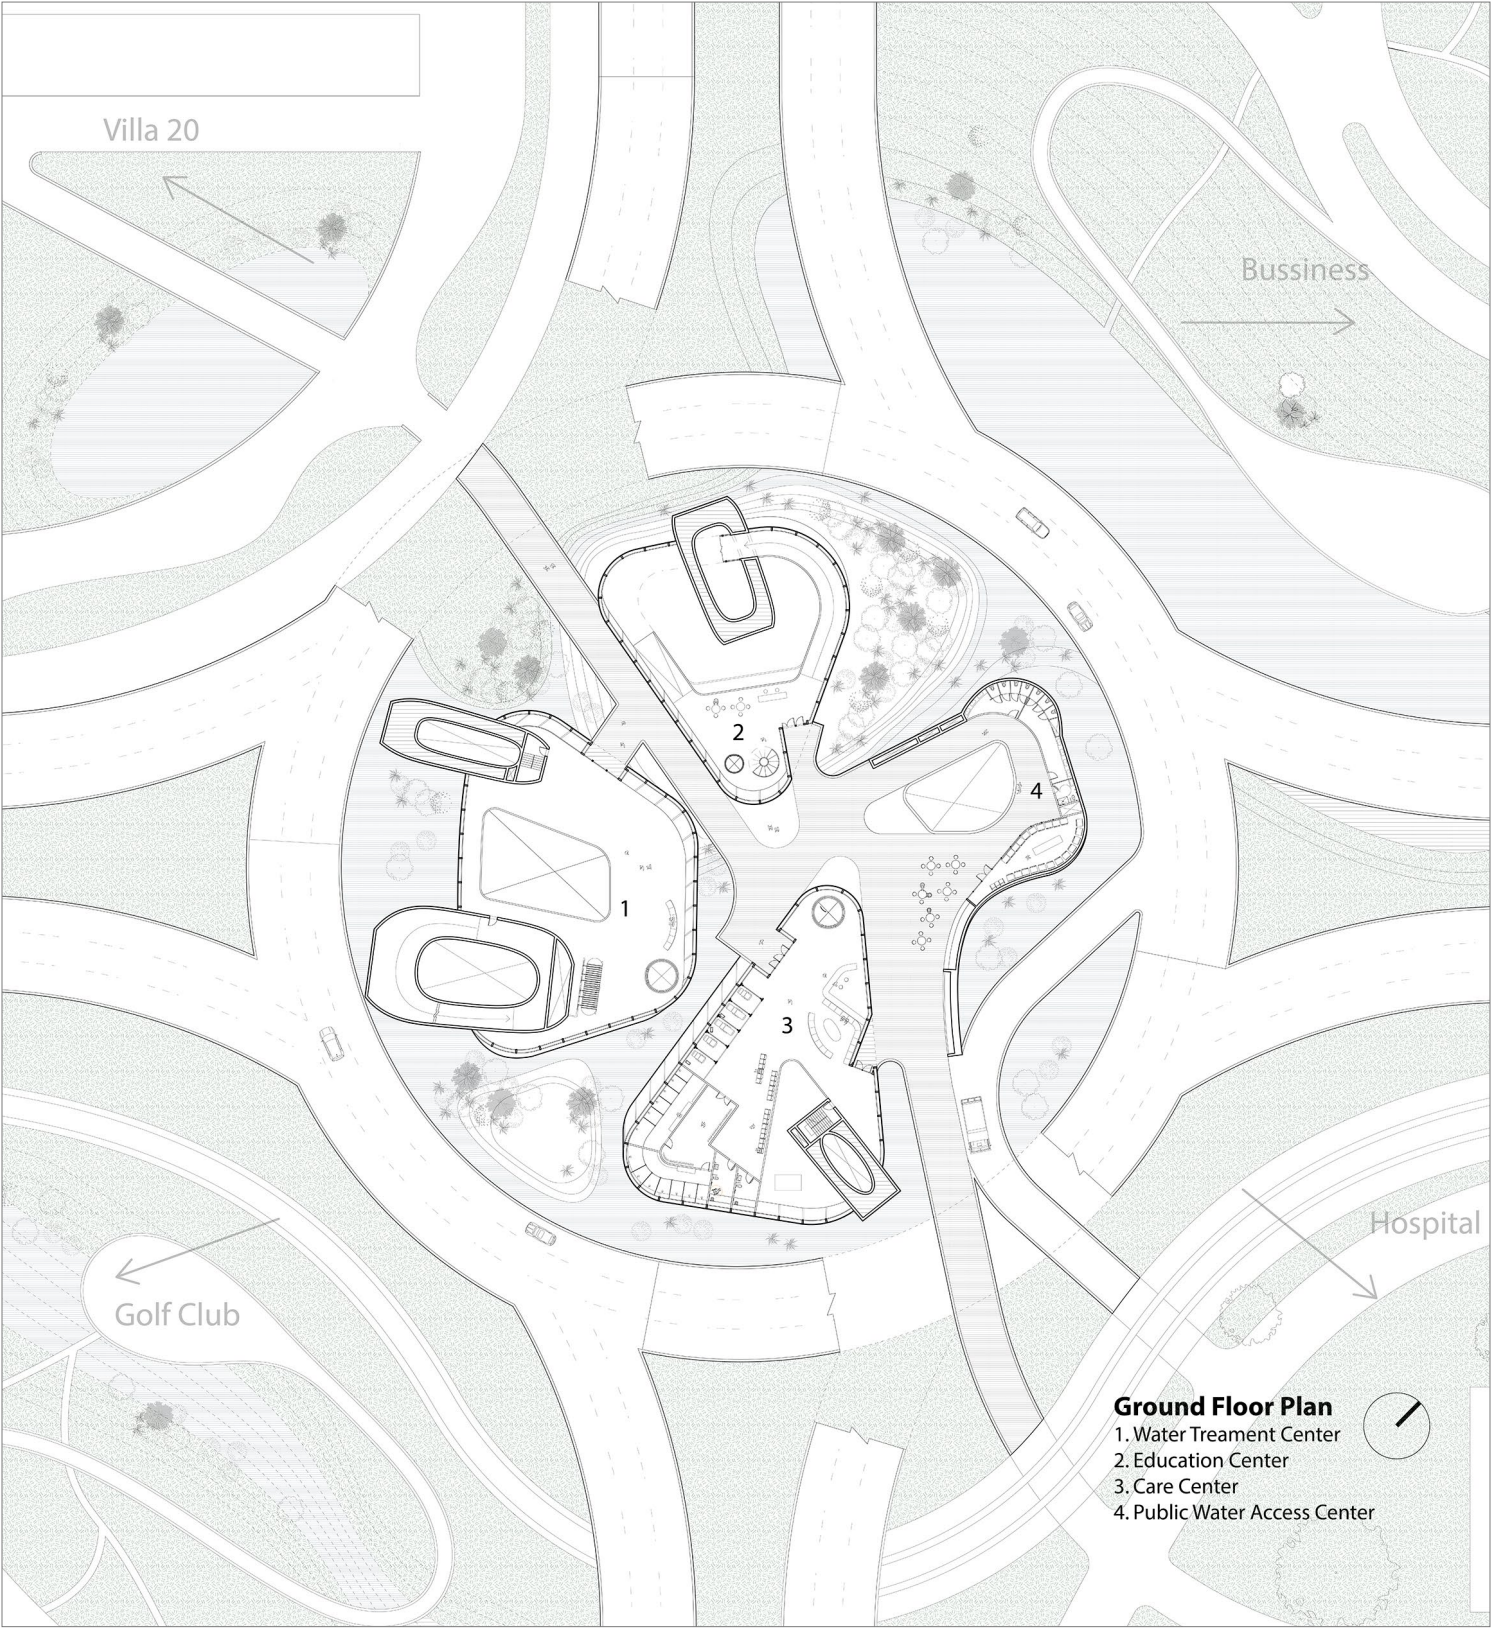 Villa 20
Bussiness
2
4
1
3
Hospital
Golf Club
Ground Floor Plan
1. Water Treament Center
2. Education Center
3. Care Center
4. Public Water Access Center